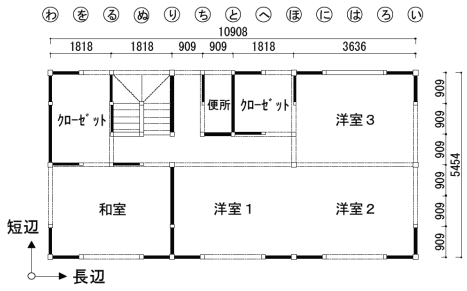 わ を る ぬ り ち と へ ほ に は ろ い
10908
1818 1818 909 909 1818 3636
クローゼット 便所 クローゼット 洋室3
和室 洋室1 洋室2
909 909 909 909 909 909
5454
短辺
長辺